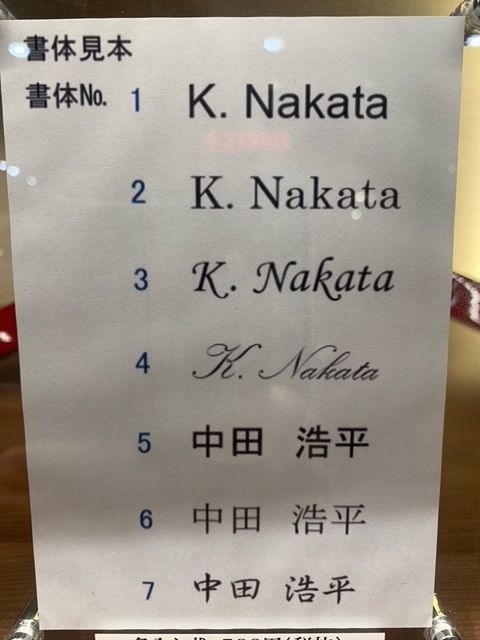 書体見本
書体No. 1 K. Nakata
2 K. Nakata
3 K. Nakata
4 K. Nakata
5 中田 浩平
6 中田 浩平
7 中田 浩平